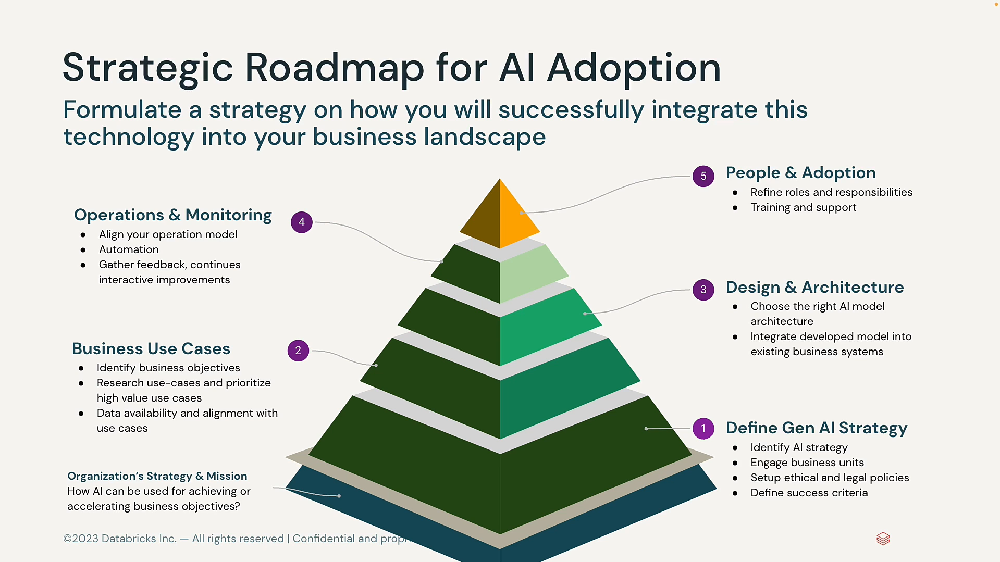 Strategic Roadmap for AI Adoption
Formulate a strategy on how you will successfully integrate this
technology into your business landscape
5
People & Adoption
● Refine roles and responsibilities
● Training and support
Operations & Monitoring
4
● Align your operation model
● Automation
● Gather feedback, continues
interactive improvements
3
Design & Architecture
● Choose the right AI model
architecture
● Integrate developed model into
existing business systems
Business Use Cases
2
● Identify business objectives
● Research use-cases and prioritize
high value use cases
● Data availability and alignment with
use cases
1
Define Gen AI Strategy
● Identify AI strategy
● Engage business units
● Setup ethical and legal policies
● Define success criteria
Organization's Strategy & Mission
How AI can be used for achieving or
accelerating business objectives?
©2023 Databricks Inc. — All rights reserved | Confidential and